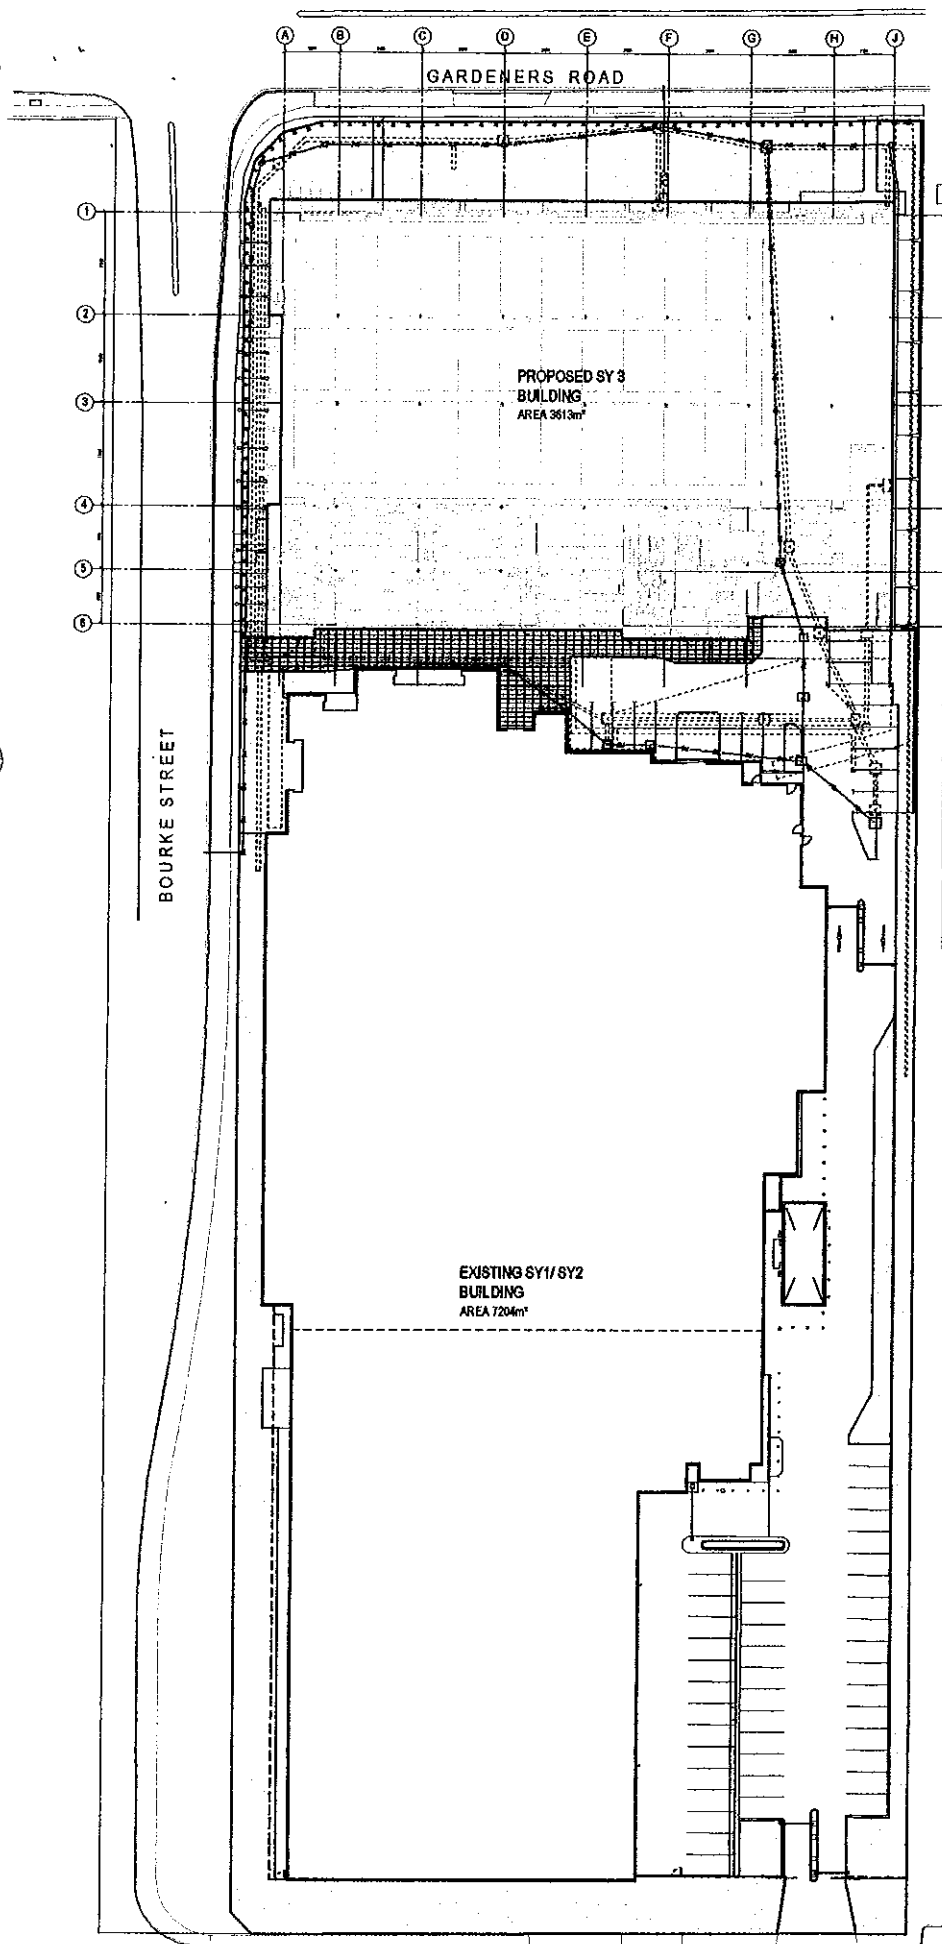 A B C D E F G H J
GARDENERS ROAD
1
2
3
4
5
6
PROPOSED SY 3
BUILDING
AREA 3613m²
BOURKE STREET
EXISTING SY1/ SY2
BUILDING
AREA 7204m²